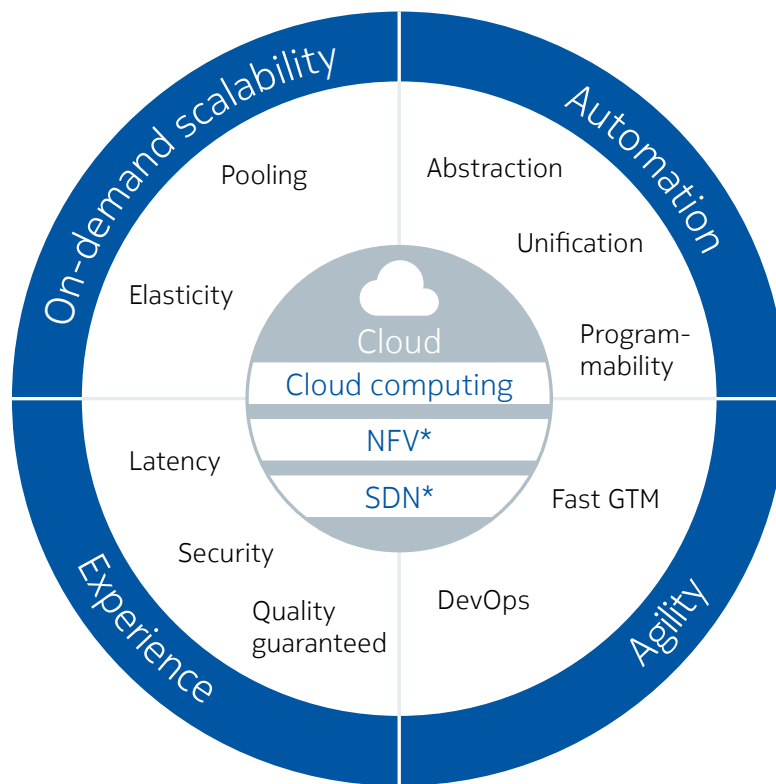 On-demand scalability
Automation
Pooling
Abstraction
Unification
Elasticity
Program-
mability
Cloud
Cloud computing
NFV*
SDN*
Latency
Fast GTM
Security
Quality
guaranteed
DevOps
Experience
Agility